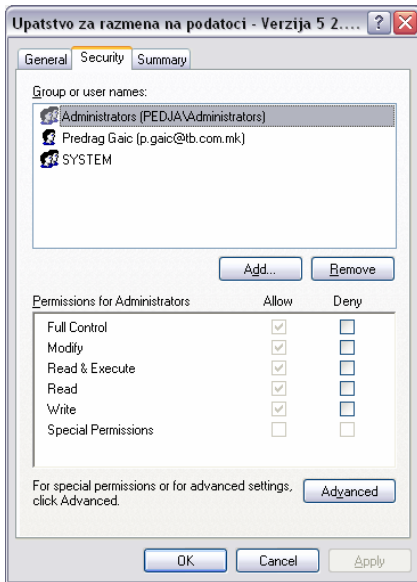 Upatstvo za razmena na podatoci - Verzija 5 2....
General Security Summary
Group or user names:
Administrators (PEDJA\Administrators)
Predrag Gaic (p.gaic@tb.com.mk)
SYSTEM
Add... Remove
Permissions for Administrators Allow Deny
Full Control
Modify
Read & Execute
Read
Write
Special Permissions
For special permissions or for advanced settings,
click Advanced.
Advanced
OK Cancel Apply